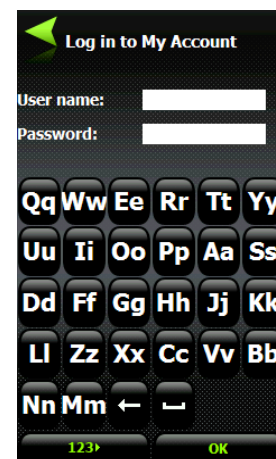 Log in to My Account
User name:
Password:
Qq Ww Ee Rr Tt Yy
Uu Ii Oo Pp Aa Ss
Dd Ff Gg Hh Jj Kk
Ll Zz Xx Cc Vv Bb
Nn Mm ←
123 OK